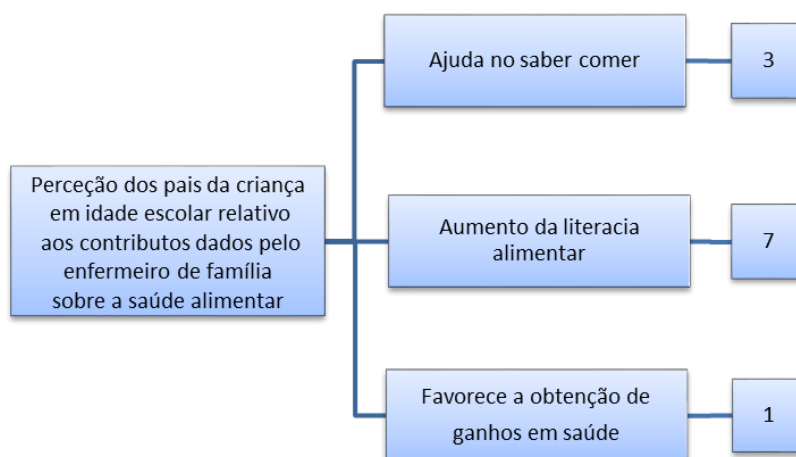 Perceção dos pais da criança
em idade escolar relativo
aos contributos dados pelo
enfermeiro de família
sobre a saúde alimentar
Ajuda no saber comer
3
Aumento da literacia
alimentar
7
Favorece a obtenção de
ganhos em saúde
1